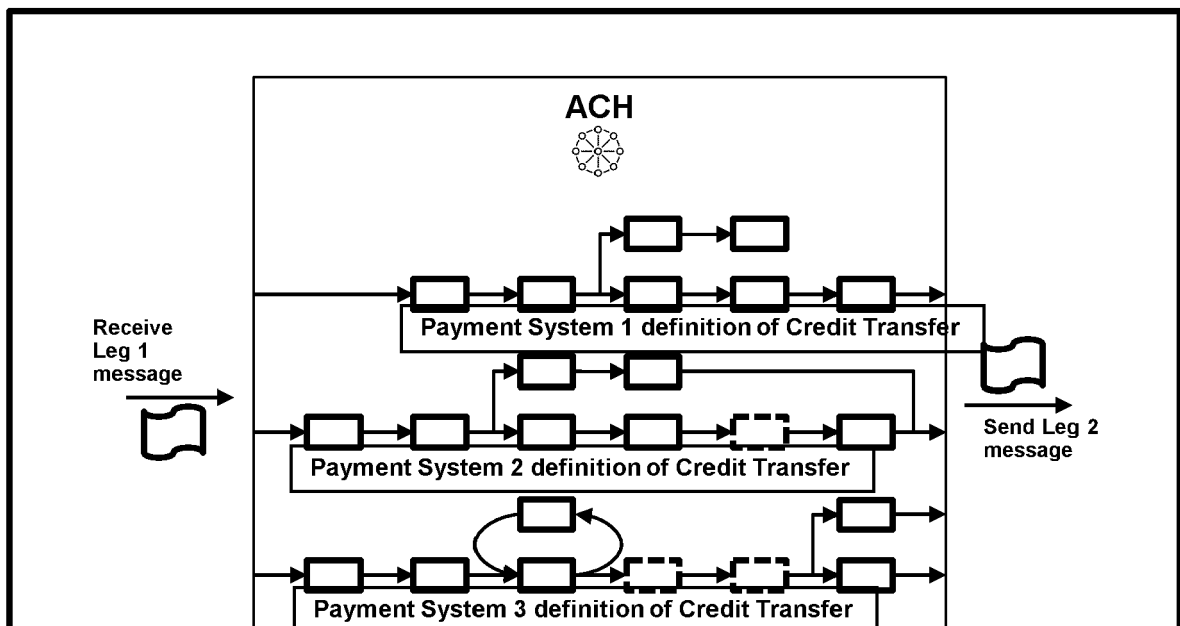 ACH
Payment System 1 definition of Credit Transfer
Receive
Leg 1
message
Send Leg 2
message
Payment System 2 definition of Credit Transfer
Payment System 3 definition of Credit Transfer